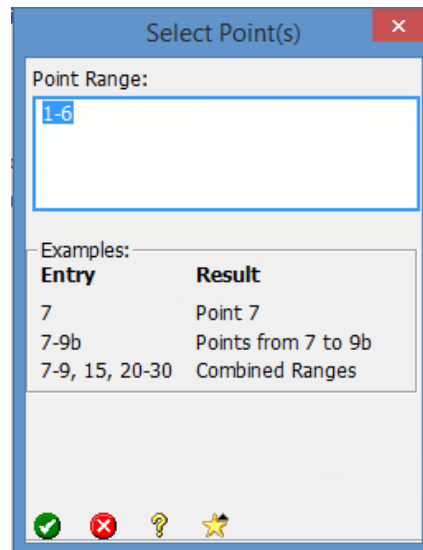 Select Point(s)
Point Range:
1-6
Examples:
Entry Result
7 Point 7
7-9b Points from 7 to 9b
7-9, 15, 20-30 Combined Ranges